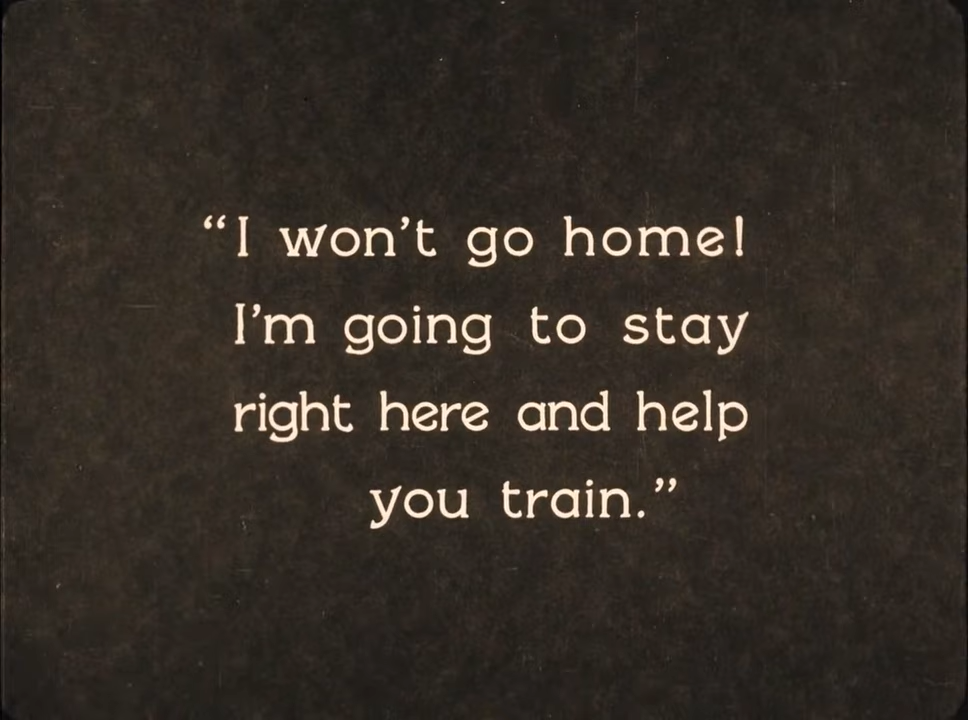 “I won’t go home!
I’m going to stay
right here and help
you train.”